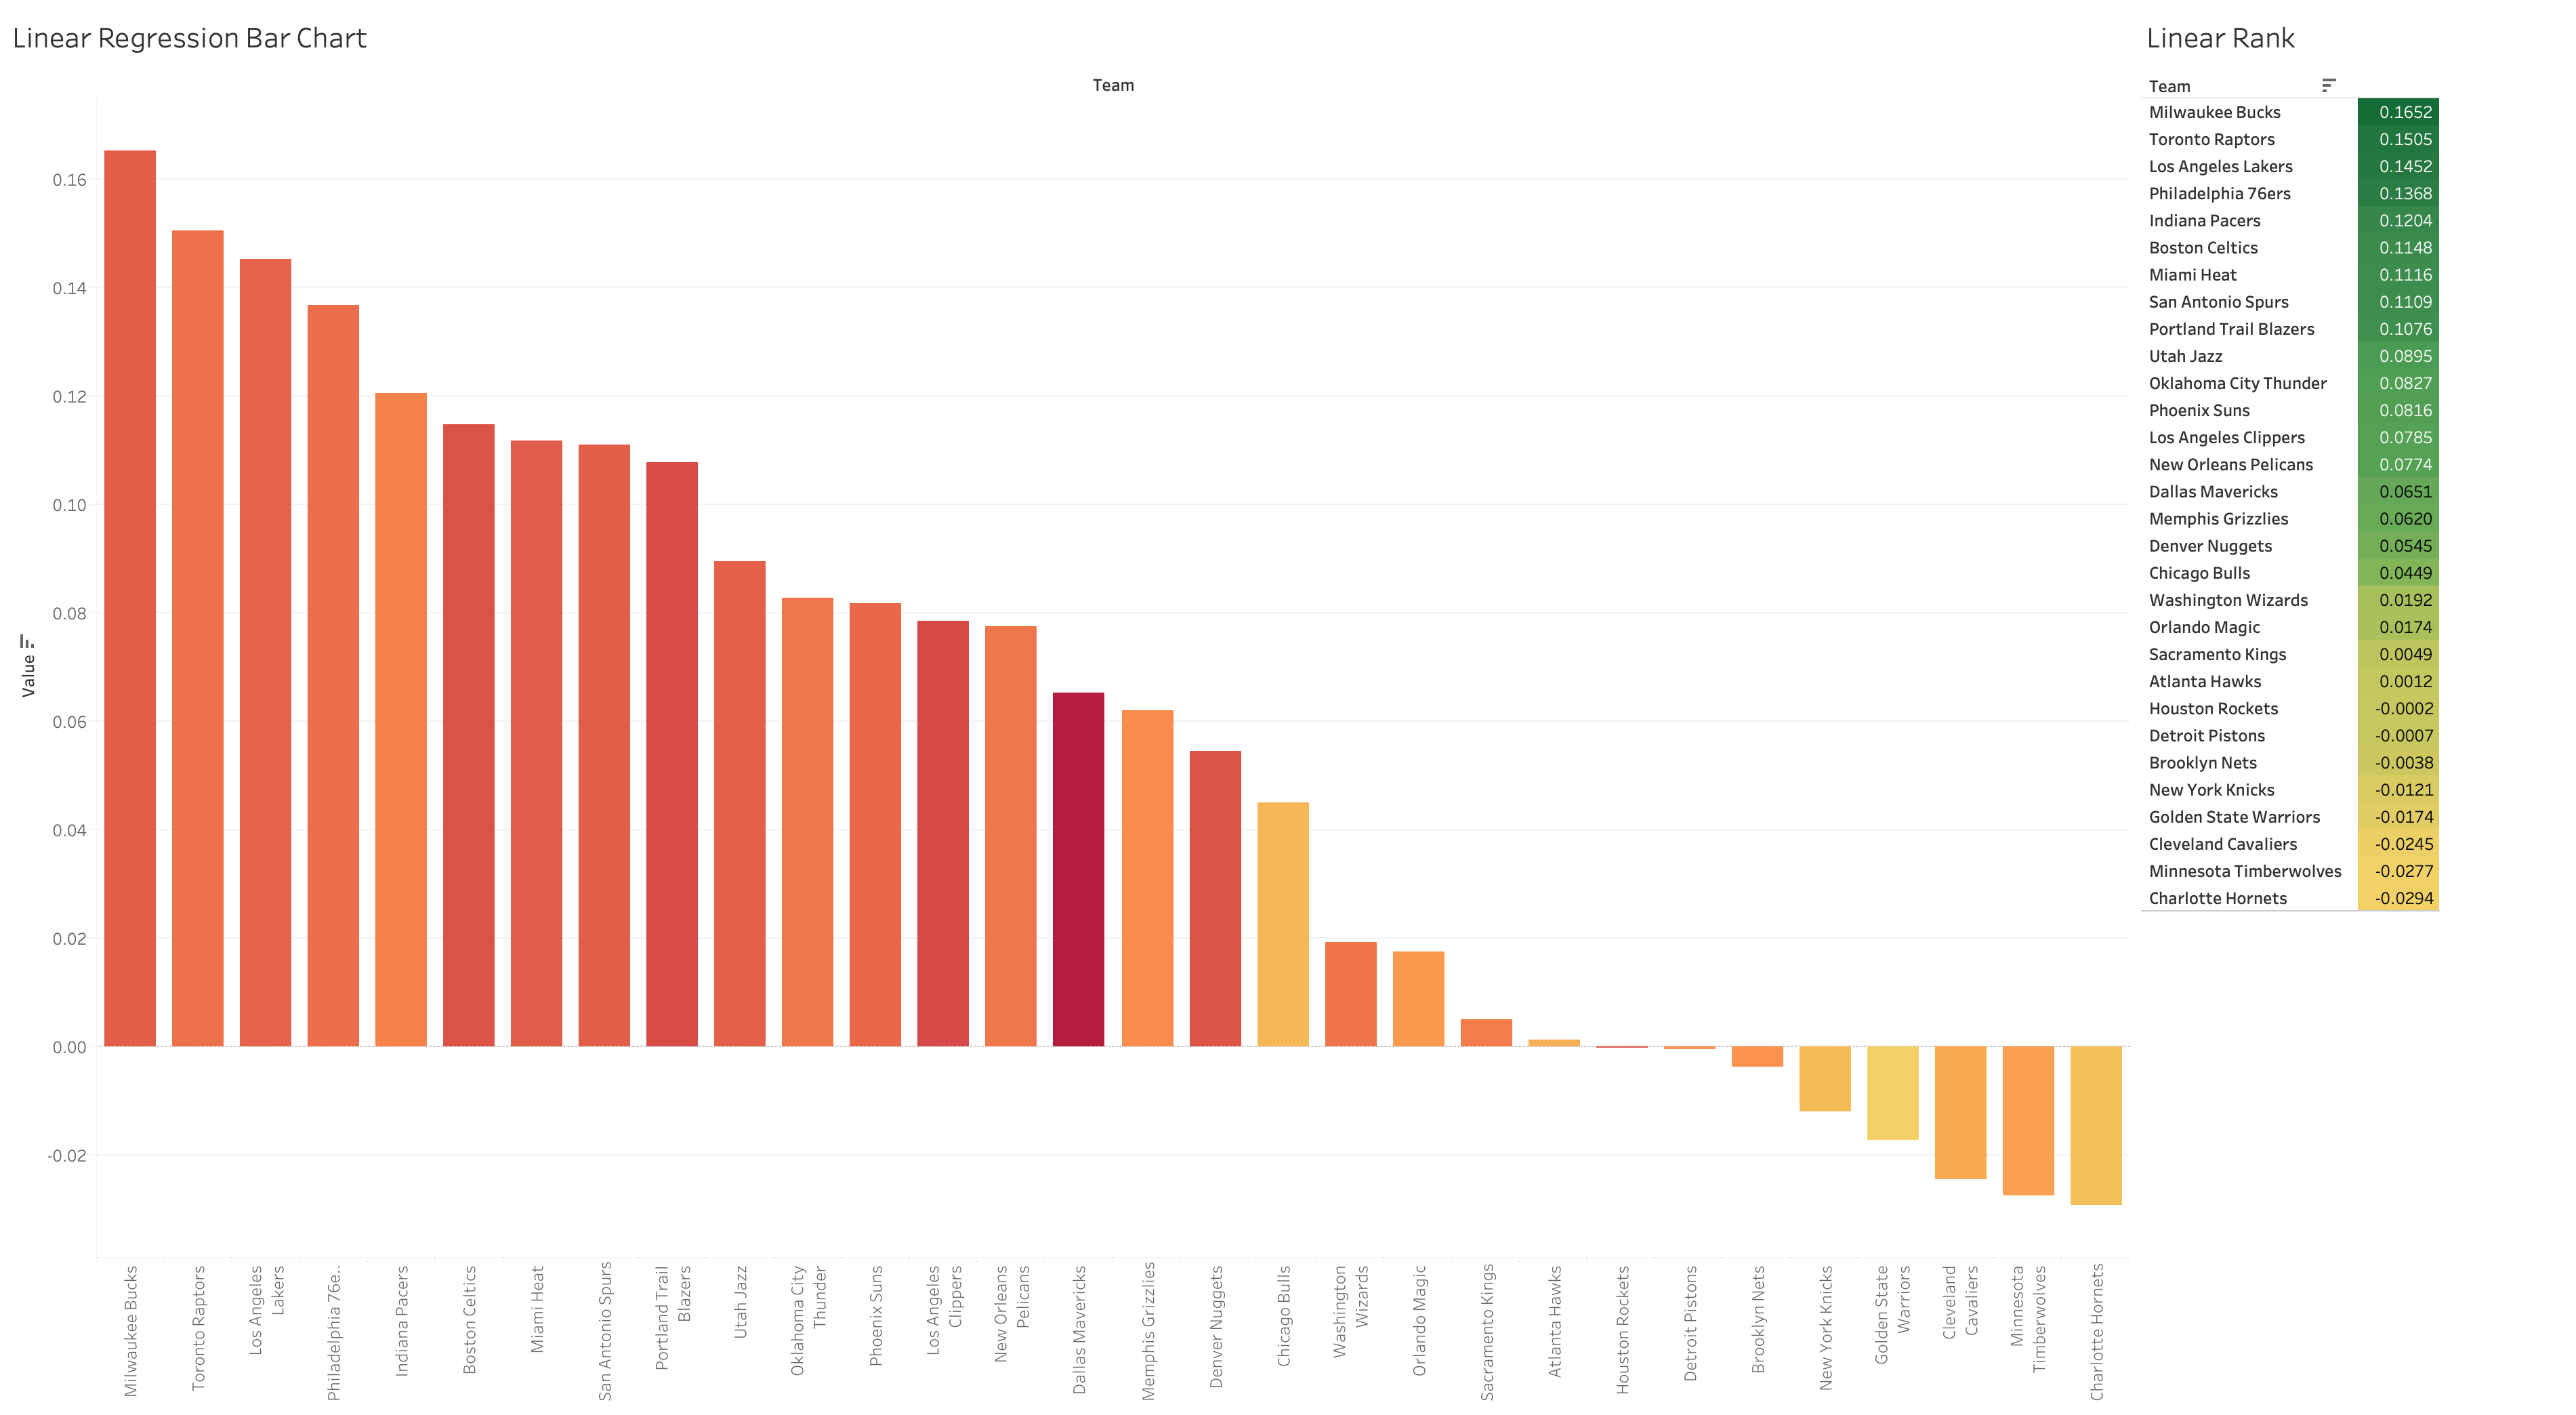 Linear Regression Bar Chart
Team
0.16
0.14
0.12
0.10
0.08
0.06
0.04
0.02
0.00
-0.02
Value
Milwaukee Bucks
Toronto Raptors
Los Angeles
Lakers
Philadelphia 76e..
Indiana Pacers
Boston Celtics
Miami Heat
San Antonio Spurs
Portland Trail
Blazers
Utah Jazz
Oklahoma City
Thunder
Phoenix Suns
Los Angeles
Clippers
New Orleans
Pelicans
Dallas Mavericks
Memphis Grizzlies
Denver Nuggets
Chicago Bulls
Washington
Wizards
Orlando Magic
Sacramento Kings
Atlanta Hawks
Houston Rockets
Detroit Pistons
Brooklyn Nets
New York Knicks
Golden State
Warriors
Cleveland
Cavaliers
Minnesota
Timberwolves
Charlotte Hornets
Linear Rank
Team
Milwaukee Bucks 0.1652
Toronto Raptors 0.1505
Los Angeles Lakers 0.1452
Philadelphia 76ers 0.1368
Indiana Pacers 0.1204
Boston Celtics 0.1148
Miami Heat 0.1116
San Antonio Spurs 0.1109
Portland Trail Blazers 0.1076
Utah Jazz 0.0895
Oklahoma City Thunder 0.0827
Phoenix Suns 0.0816
Los Angeles Clippers 0.0785
New Orleans Pelicans 0.0774
Dallas Mavericks 0.0651
Memphis Grizzlies 0.0620
Denver Nuggets 0.0545
Chicago Bulls 0.0449
Washington Wizards 0.0192
Orlando Magic 0.0174
Sacramento Kings 0.0049
Atlanta Hawks 0.0012
Houston Rockets -0.0002
Detroit Pistons -0.0007
Brooklyn Nets -0.0038
New York Knicks -0.0121
Golden State Warriors -0.0174
Cleveland Cavaliers -0.0245
Minnesota Timberwolves -0.0277
Charlotte Hornets -0.0294